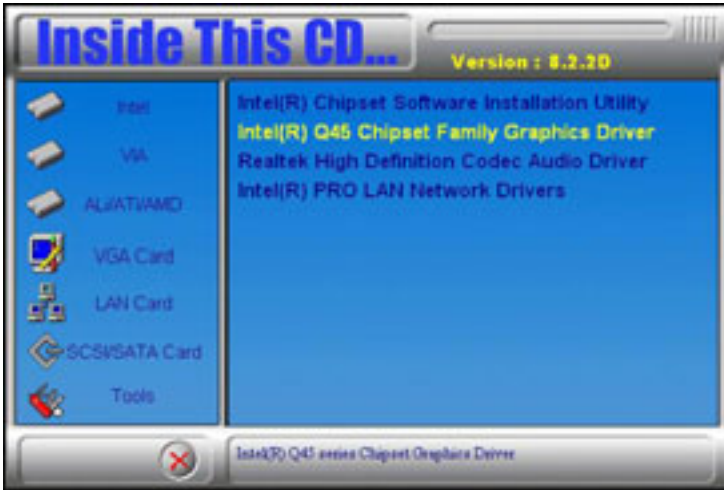 Inside This CD...
Version : 8.2.2D
Intel
VIA
ALi/ATI/AMD
VGA Card
LAN Card
SCSI/SATA Card
Tools
Intel(R) Chipset Software Installation Utility
Intel(R) Q45 Chipset Family Graphics Driver
Realtek High Definition Codec Audio Driver
Intel(R) PRO LAN Network Drivers
Intel(R) Q45 series Chipset Graphics Driver